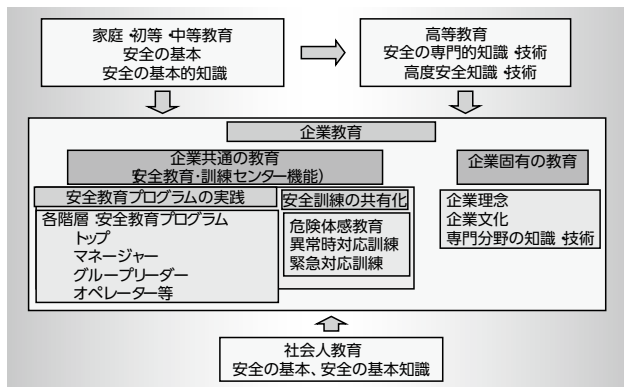 家庭・初等・中等教育
安全の基本
安全の基本的知識
高等教育
安全の専門的知識・技術
高度安全知識・技術
企業教育
企業共通の教育
安全教育・訓練センター機能)
安全教育プログラムの実践
各階層・安全教育プログラム
トップ
マネージャー
グループリーダー
オペレーター等
安全訓練の共有化
危険体感教育
異常時対応訓練
緊急対応訓練
企業固有の教育
企業理念
企業文化
専門分野の知識・技術
社会人教育
安全の基本、安全の基本知識